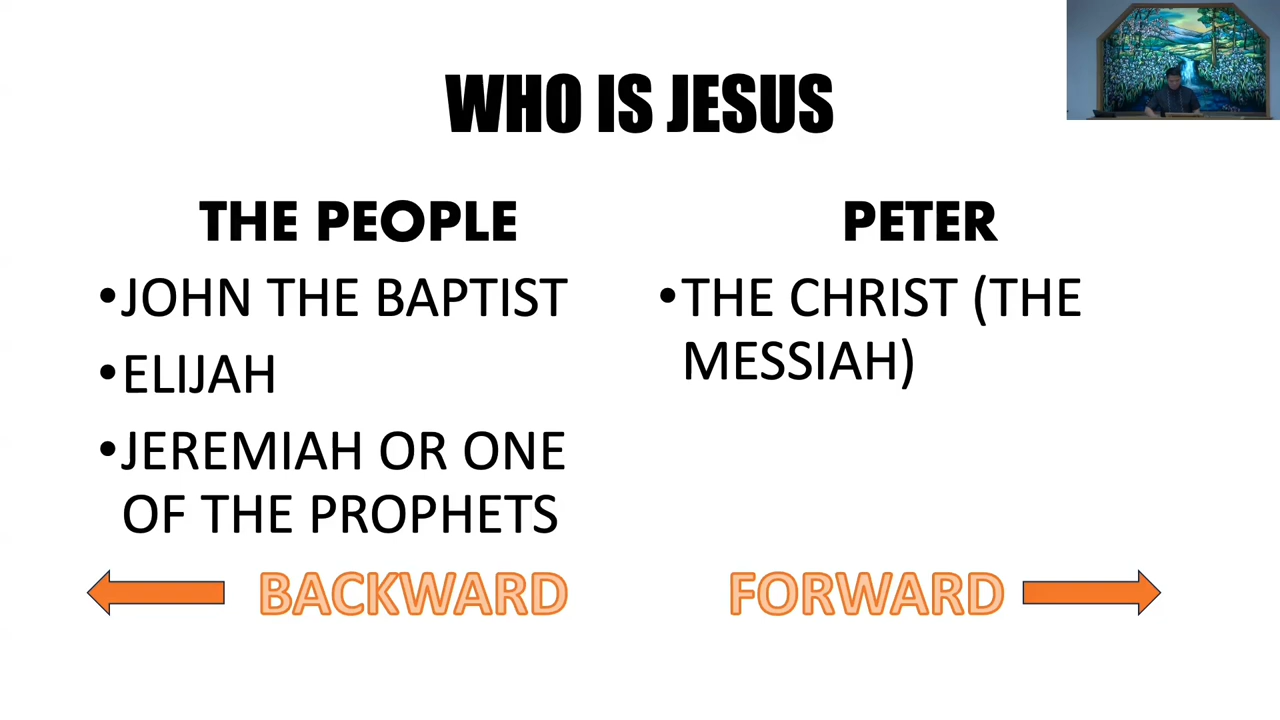 WHO IS JESUS
THE PEOPLE
•JOHN THE BAPTIST
•ELIJAH
•JEREMIAH OR ONE
OF THE PROPHETS
BACKWARD
PETER
•THE CHRIST (THE
MESSIAH)
FORWARD